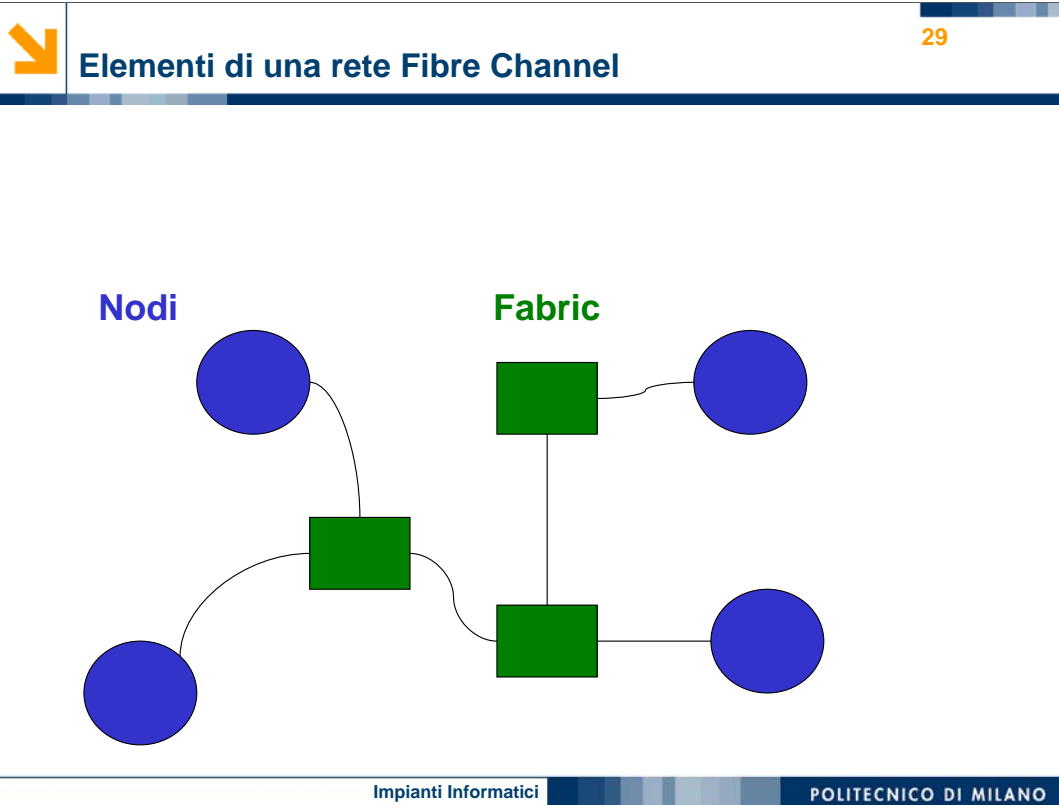 29
Elementi di una rete Fibre Channel
Nodi
Fabric
Impianti Informatici
POLITECNICO DI MILANO